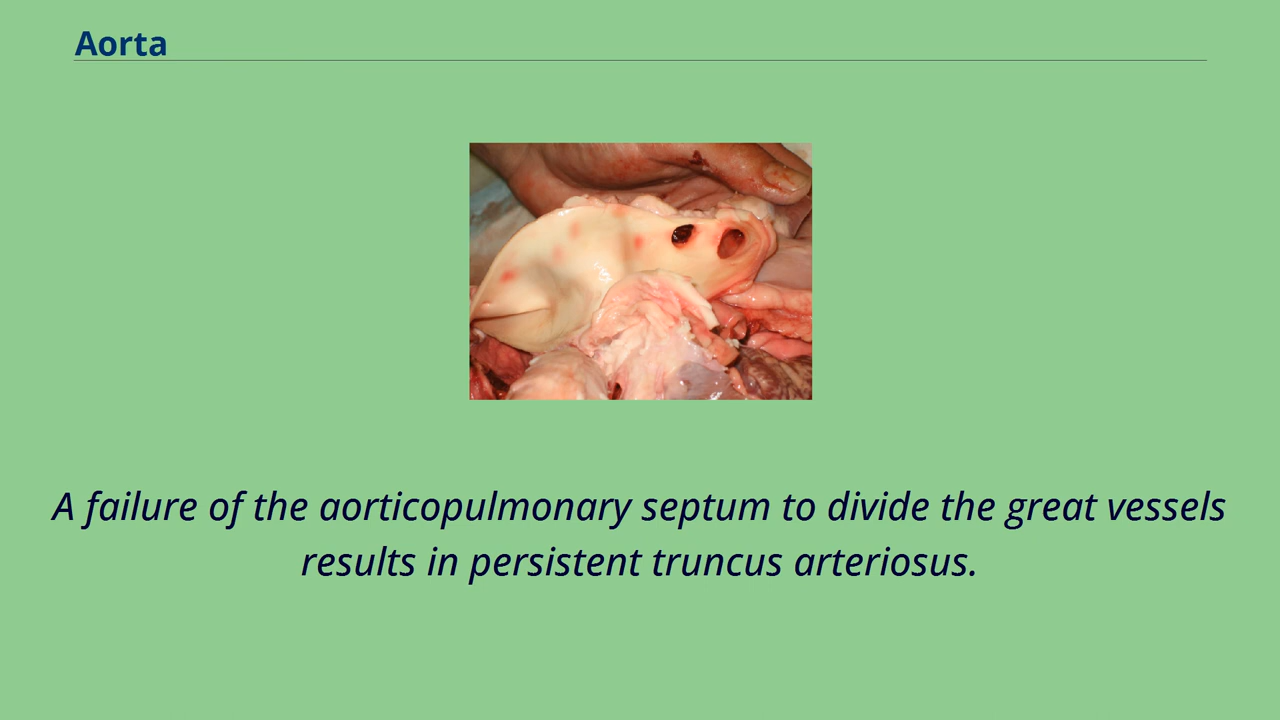 Aorta
A failure of the aorticopulmonary septum to divide the great vessels
results in persistent truncus arteriosus.